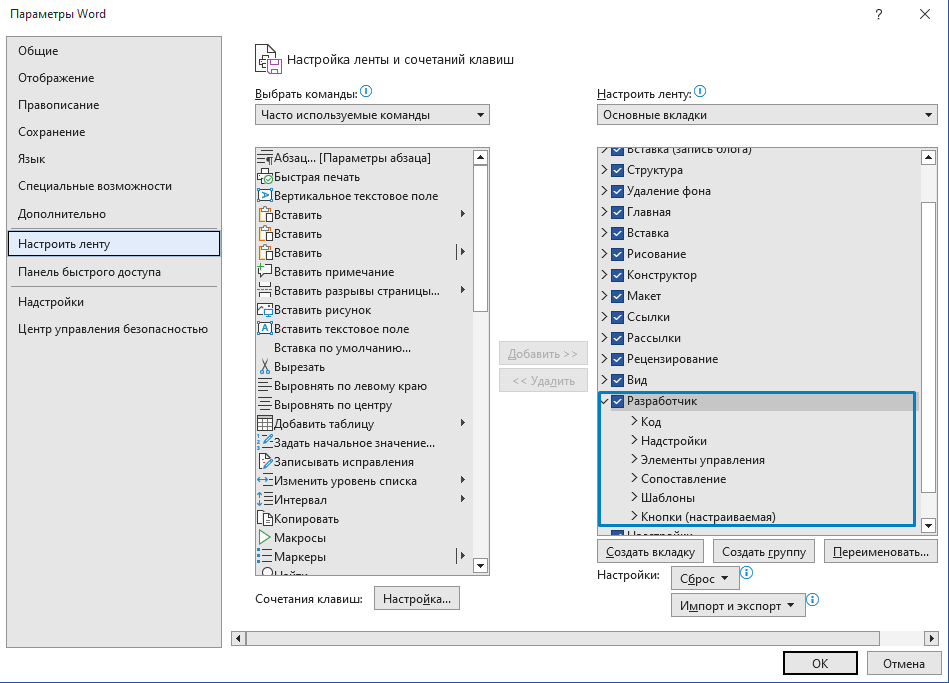 Параметры Word
?
Общие
Отображение
Правописание
Сохранение
Язык
Специальные возможности
Дополнительно
Настроить ленту
Панель быстрого доступа
Надстройки
Центр управления безопасностью
Настройка ленты и сочетаний клавиш
Выбрать команды:
Часто используемые команды
Абзац... [Параметры абзаца]
Быстрая печать
Вертикальное текстовое поле
Вставить
Вставить
Вставить
Вставить примечание
Вставить разрывы страницы...
Вставить рисунок
Вставить текстовое поле
Вставка по умолчанию...
Вырезать
Выровнять по левому краю
Выровнять по центру
Добавить таблицу
Задать начальное значение...
Записывать исправления
Изменить уровень списка
Интервал
Копировать
Макросы
Маркеры
Найти
Сочетания клавиш:
Настройка...
Добавить >>
<< Удалить
Настроить ленту:
Основные вкладки
Вставка (запись блога)
Структура
Удаление фона
Главная
Вставка
Рисование
Конструктор
Макет
Ссылки
Рассылки
Рецензирование
Вид
Разработчик
Код
Надстройки
Элементы управления
Сопоставление
Шаблоны
Кнопки (настраиваемая)
Надстройки
Создать вкладку
Создать группу
Переименовать...
Настройки:
Сброс
Импорт и экспорт
ОК
Отмена